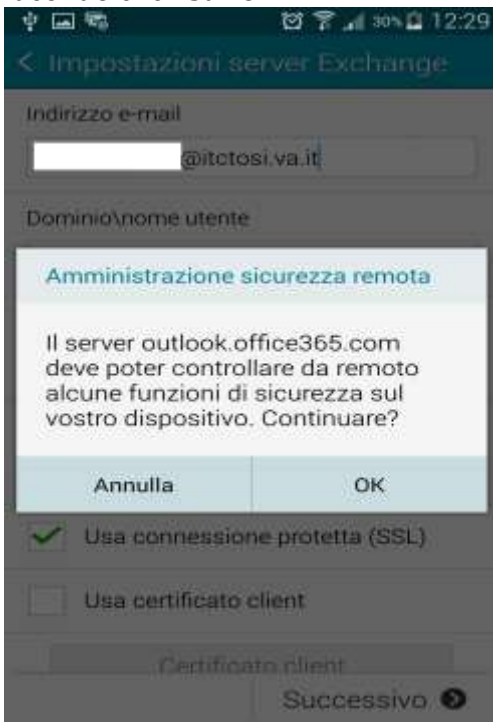 30% 12:29
< Impostazioni server Exchange
Indirizzo e-mail
@itctosi.va.it
Dominio\nome utente
Amministrazione sicurezza remota
Il server outlook.office365.com
deve poter controllare da remoto
alcune funzioni di sicurezza sul
vostro dispositivo. Continuare?
Annulla OK
Usa connessione protetta (SSL)
Usa certificato client
Certificato client
Successivo